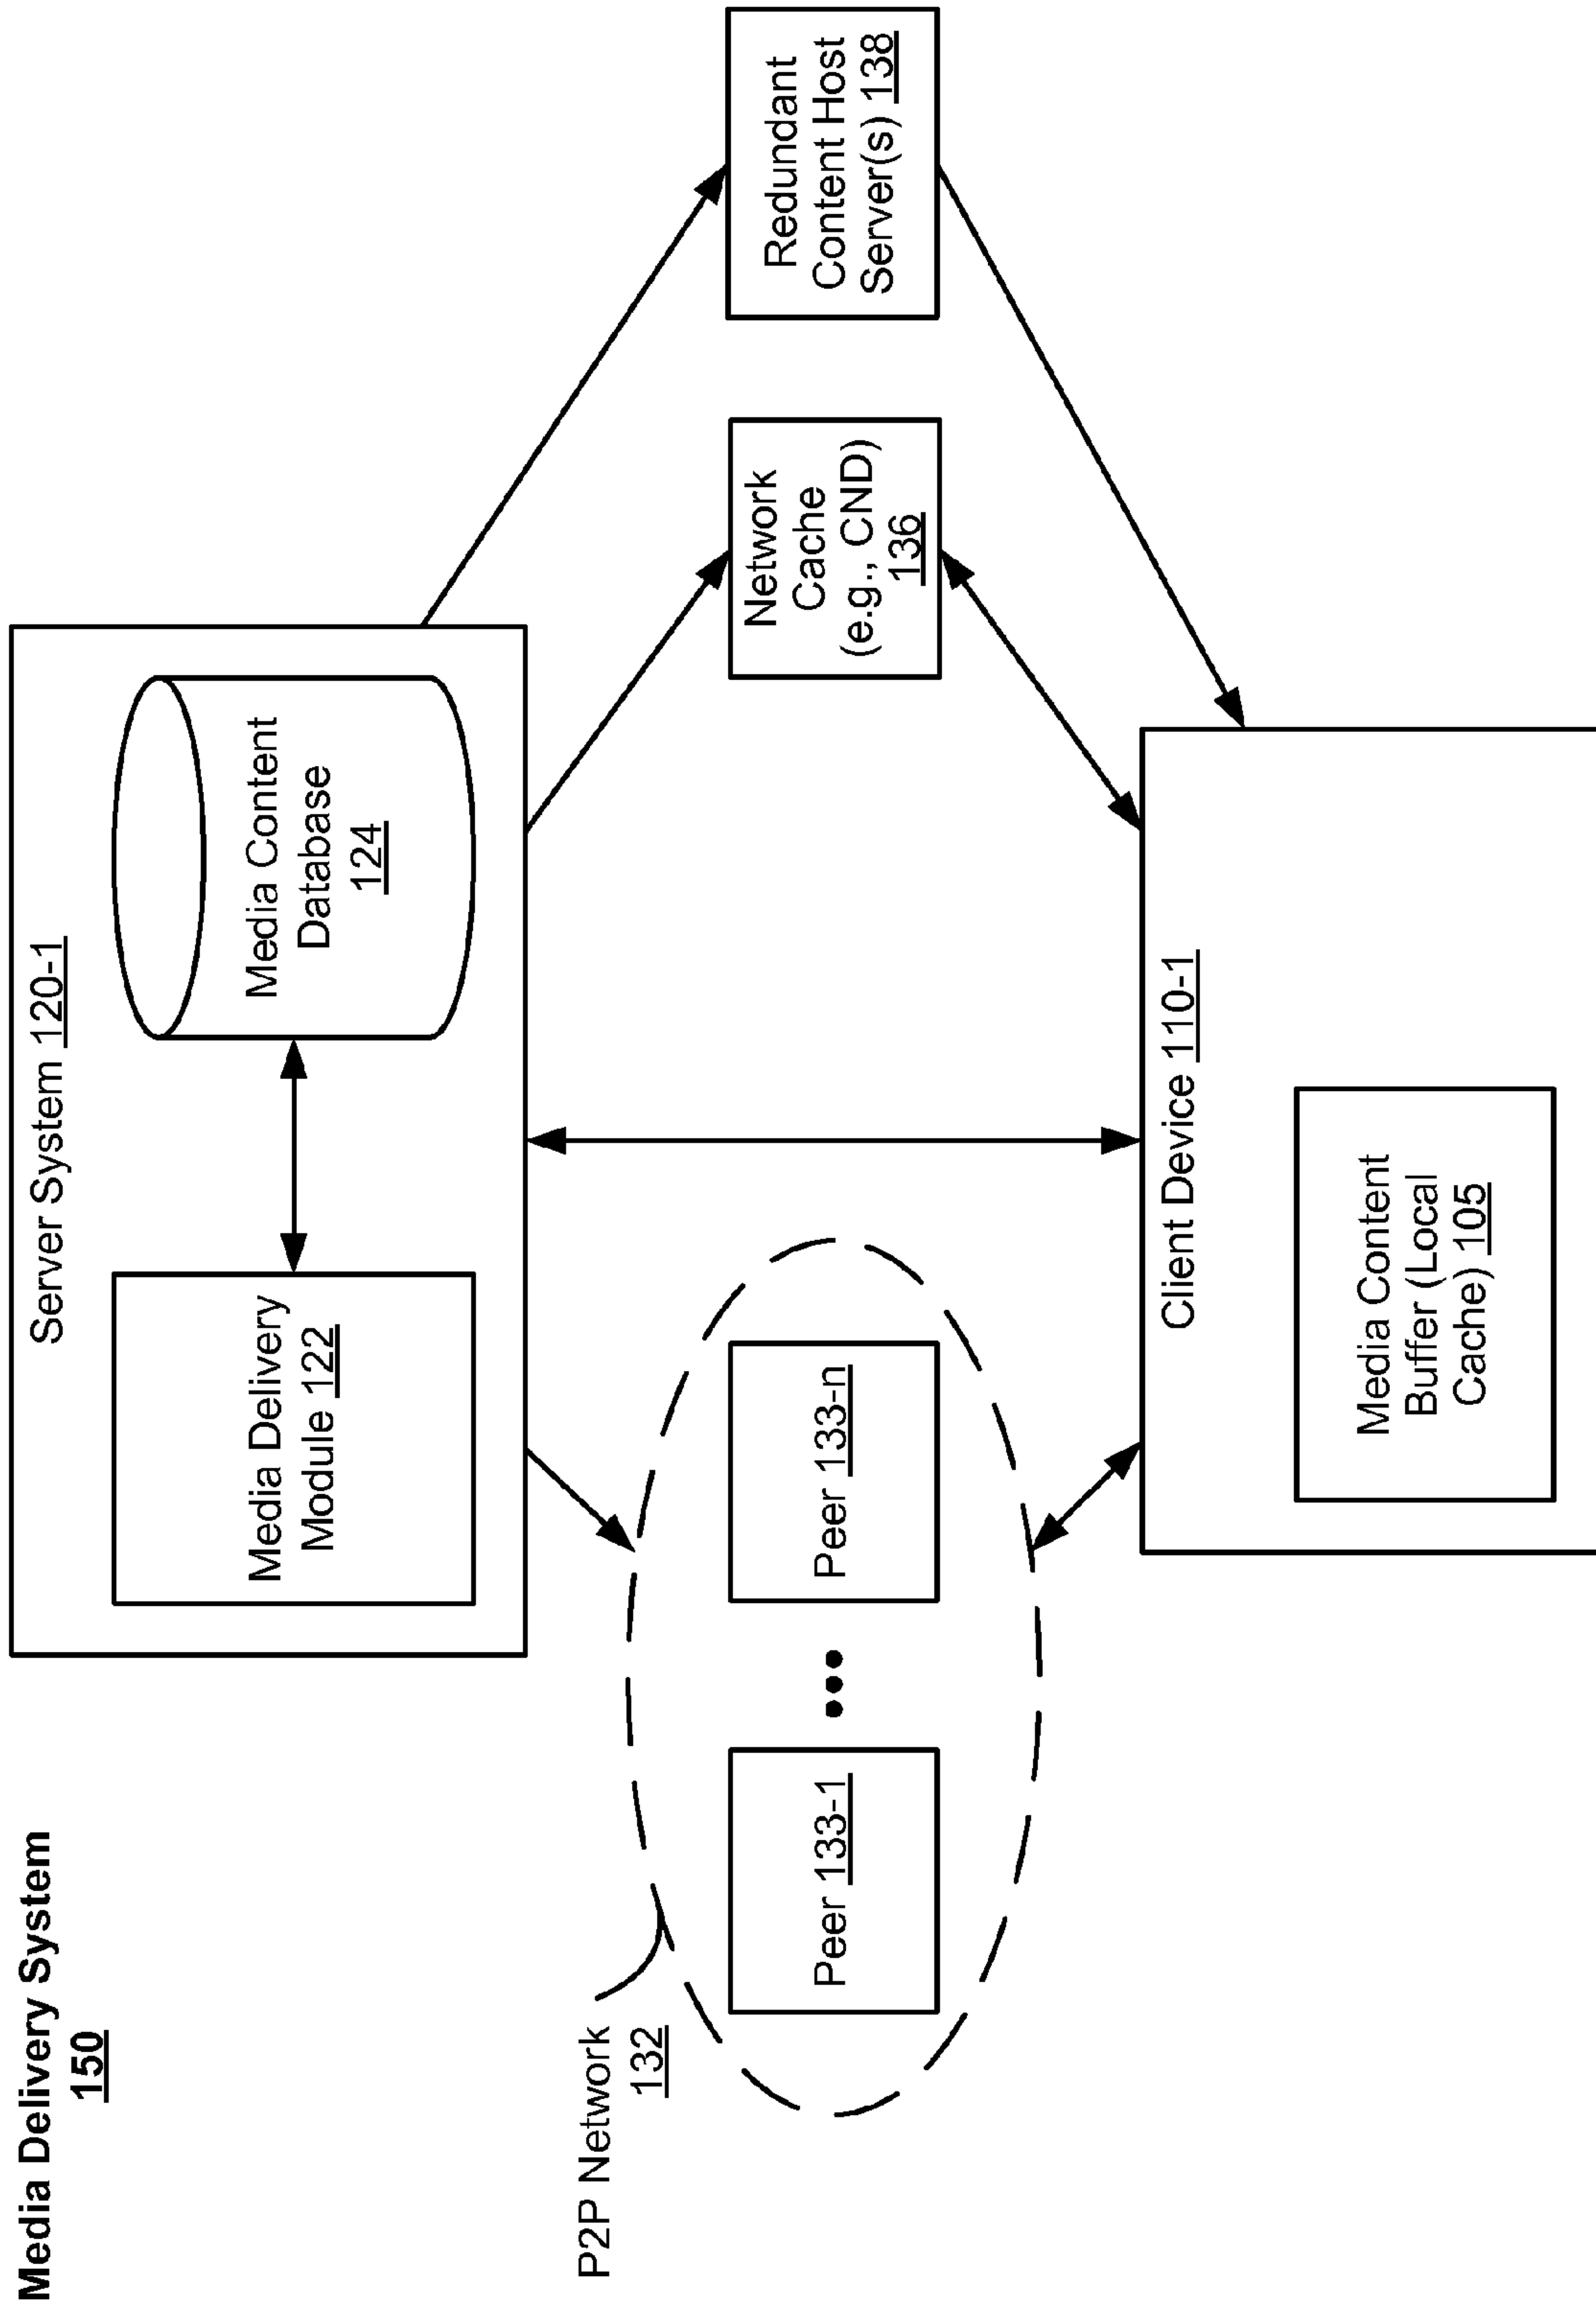 Media Delivery System
150
Server System 120-1
Media Delivery
Module 122
Media Content
Database
124
P2P Network
132
Peer 133-1
Peer 133-n
Network
Cache
(e.g., CND)
136
Redundant
Content Host
Server(s) 138
Client Device 110-1
Media Content
Buffer (Local
Cache) 105